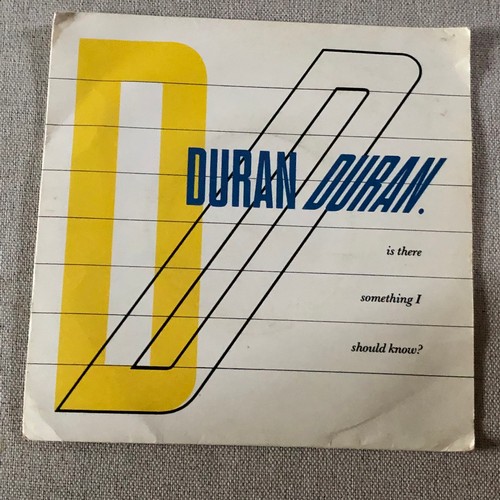 D D
DURAN DURAN.
is there
something I
should know?